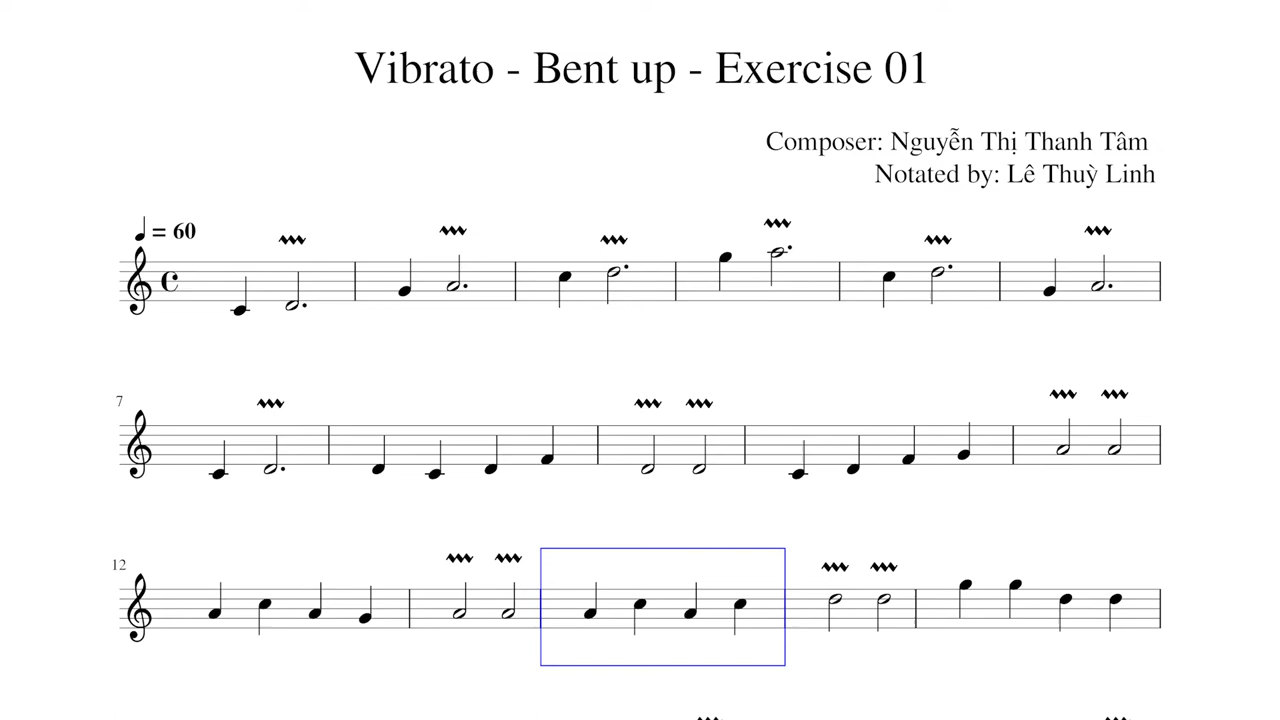 Vibrato - Bent up - Exercise 01
Composer: Nguyễn Thị Thanh Tâm
Notated by: Lê Thuỳ Linh
♩ = 60
7
12